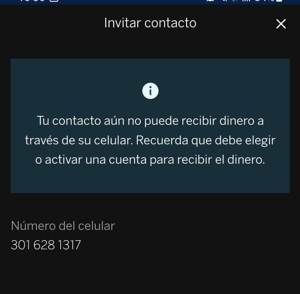 Invitar contacto
Tu contacto aún no puede recibir dinero a
través de su celular. Recuerda que debe elegir
o activar una cuenta para recibir el dinero.
Número del celular
301 628 1317